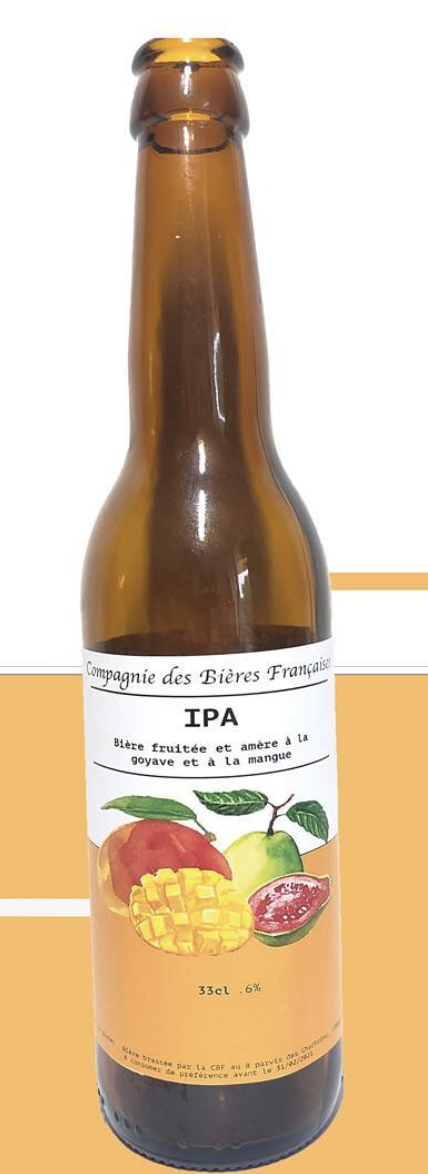 Compagnie des Bières Françaises
IPA
Bière fruitée et amère à la
goyave et à la mangue
33cl .6%
Bière brassée par la CBF au 8 parvis des Chartrons,
A consomer de préférence avant le 31/02/2021